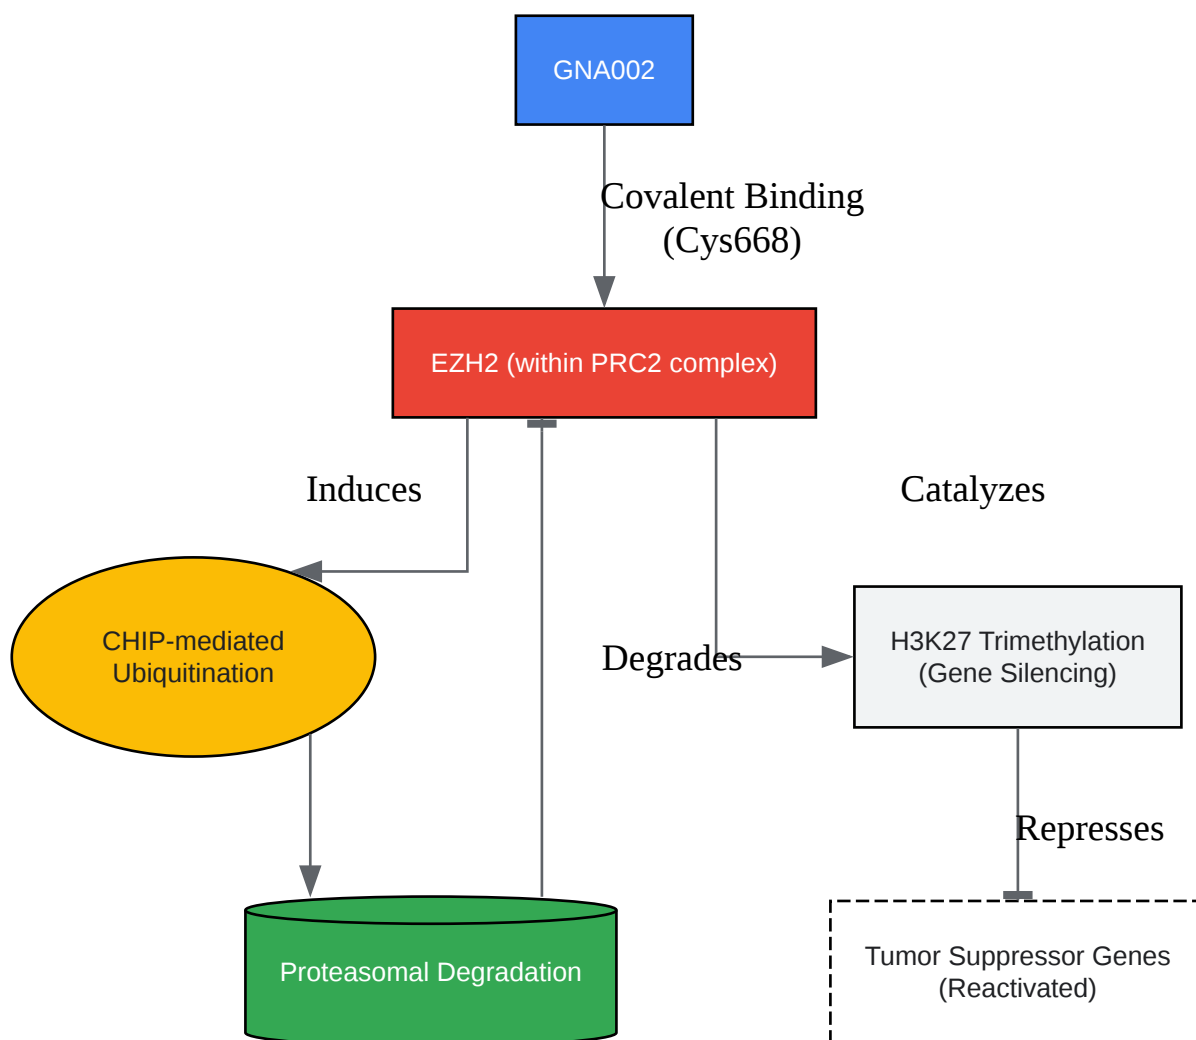 GNA002
Covalent Binding
(Cys668)
EZH2 (within PRC2 complex)
Induces
Catalyzes
CHIP-mediated
Ubiquitination
Degrades
H3K27 Trimethylation
(Gene Silencing)
Represses
Proteasomal Degradation
Tumor Suppressor Genes
(Reactivated)